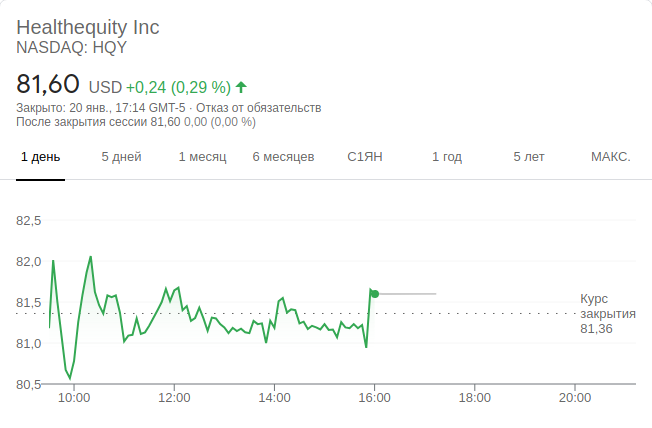 Healthequity Inc
NASDAQ: HQY
81,60 USD +0,24 (0,29 %)
Закрыто: 20 янв., 17:14 GMT-5 · Отказ от обязательств
После закрытия сессии 81,60 0,00 (0,00 %)
1 день 5 дней 1 месяц 6 месяцев С1ЯН 1 год 5 лет МАКС.
82,5
82,0
81,5
81,0
80,5
Курс
закрытия
81,36
10:00 12:00 14:00 16:00 18:00 20:00